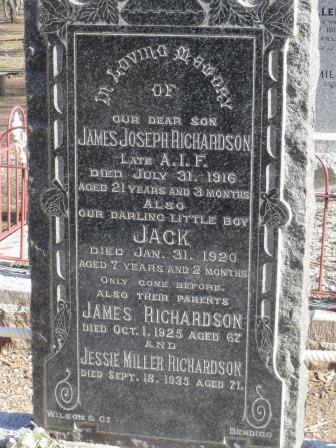 In Loving Memory
OF
OUR DEAR SON
JAMES JOSEPH RICHARDSON
LATE A.I.F.
DIED JULY 31. 1916
AGED 21 YEARS AND 3 MONTHS
ALSO
OUR DARLING LITTLE BOY
JACK
DIED JAN. 31. 1920
AGED 7 YEARS AND 2 MONTHS
ONLY GONE BEFORE.
ALSO THEIR PARENTS
JAMES RICHARDSON
DIED OCT. 1. 1925 AGED 67
AND
JESSIE MILLER RICHARDSON
DIED SEPT. 18. 1935 AGED 71.
WILSON & CO
BENDIGO